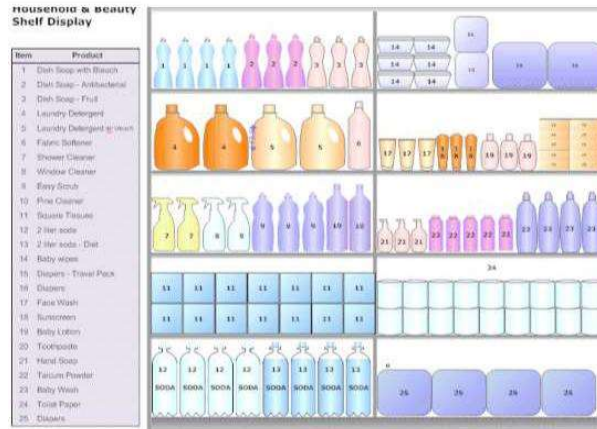 Household & Beauty
Shelf Display
Item Product
1 Dish Soap with Bleach
2 Dish Soap - Antibacterial
3 Dish Soap - Fruit
4 Laundry Detergent
5 Laundry Detergent w/ Bleach
6 Fabric Softener
7 Shower Cleaner
8 Window Cleaner
9 Easy Scrub
10 Pine Cleaner
11 Square Tissues
12 2 liter soda
13 2 liter soda - Diet
14 Baby wipes
15 Diapers - Travel Pack
16 Diapers
17 Face Wash
18 Sunscreen
19 Baby Lotion
20 Toothpaste
21 Hand Soap
22 Talcum Powder
23 Baby Wash
24 Toilet Paper
25 Diapers
1 1 1 1 2 2 2 3 3 3
14 14
14 14
14 14
4 4 5 5 6
17 17 17 18 18 18 19 19 19
7 7 8 8 9 9 9 10 10
21 21 21 22 22 22 22 22 23 23 23 23
11 11 11 11 11 11 11
11 11 11 11 11 11 11
24
12 12 12 12 13 13 13 13
SODA SODA SODA SODA SODA SODA SODA SODA